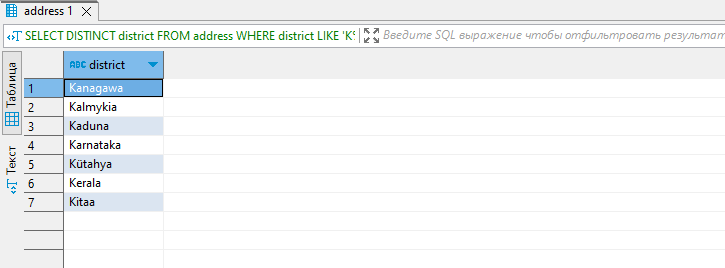 address 1
SELECT DISTINCT district FROM address WHERE district LIKE 'K% Введите SQL выражение чтобы отфильтровать результат
Таблица
Текст
ABC district
1 Kanagawa
2 Kalmykia
3 Kaduna
4 Karnataka
5 Kütahya
6 Kerala
7 Kitaa